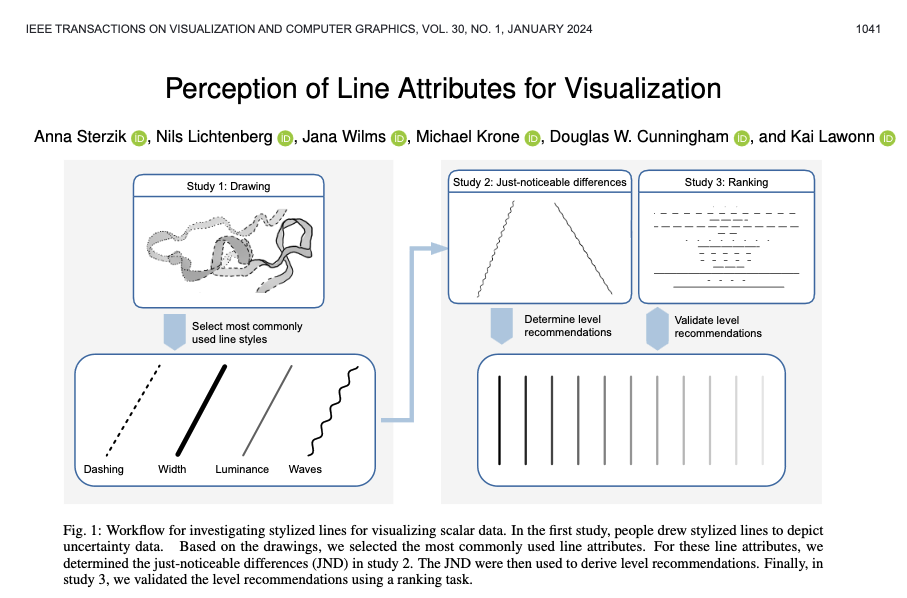 IEEE TRANSACTIONS ON VISUALIZATION AND COMPUTER GRAPHICS, VOL. 30, NO. 1, JANUARY 2024 1041
Perception of Line Attributes for Visualization
Anna Sterzik iD, Nils Lichtenberg iD, Jana Wilms iD, Michael Krone iD, Douglas W. Cunningham iD, and Kai Lawonn iD
Study 1: Drawing
Select most commonly
used line styles
Dashing Width Luminance Waves
Study 2: Just-noticeable differences
Study 3: Ranking
Determine level
recommendations
Validate level
recommendations
Fig. 1: Workflow for investigating stylized lines for visualizing scalar data. In the first study, people drew stylized lines to depict
uncertainty data. Based on the drawings, we selected the most commonly used line attributes. For these line attributes, we
determined the just-noticeable differences (JND) in study 2. The JND were then used to derive level recommendations. Finally, in
study 3, we validated the level recommendations using a ranking task.